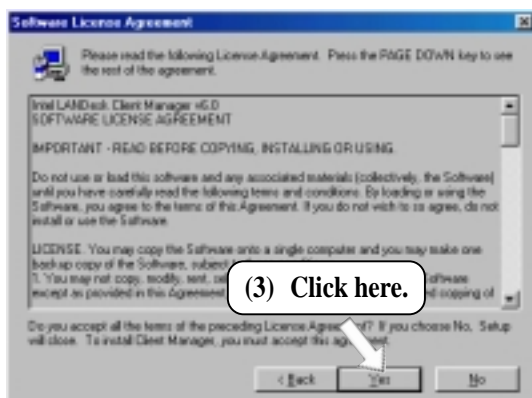 Software License Agreement
Please read the following License Agreement. Press the PAGE DOWN key to see
the rest of the agreement.
Intel LANDesk Client Manager v6.0
SOFTWARE LICENSE AGREEMENT
IMPORTANT - READ BEFORE COPYING, INSTALLING OR USING.
Do not use or load this software and any associated materials (collectively, the Software)
until you have carefully read the following terms and conditions. By loading or using the
Software, you agree to the terms of this Agreement. If you do not wish to so agree, do not
install or use the Software.
LICENSE. You may copy the Software onto a single computer and you may make one
back-up copy of the Software, subject
1. You may not copy, modify, rent, software
except as provided in this Agreement copying of
(3) Click here.
Do you accept all the terms of the preceding License Agreement? If you choose No, Setup
will close. To install Client Manager, you must accept this agreement.
< Back Yes No